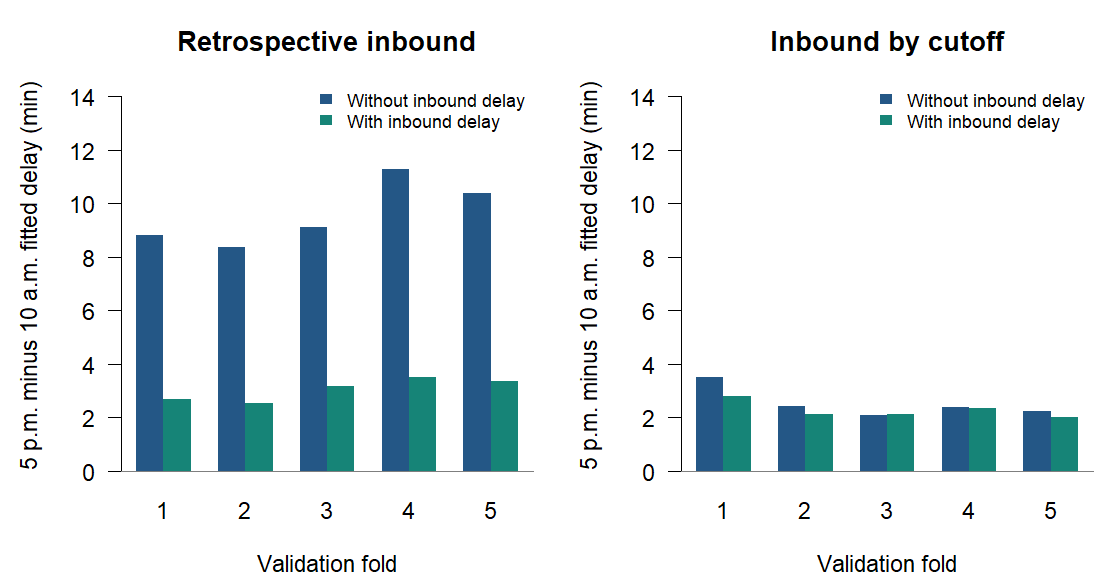 Retrospective inbound
5 p.m. minus 10 a.m. fitted delay (min)
14
12
10
8
6
4
2
0
Without inbound delay
With inbound delay
1 2 3 4 5
Validation fold
Inbound by cutoff
5 p.m. minus 10 a.m. fitted delay (min)
14
12
10
8
6
4
2
0
Without inbound delay
With inbound delay
1 2 3 4 5
Validation fold